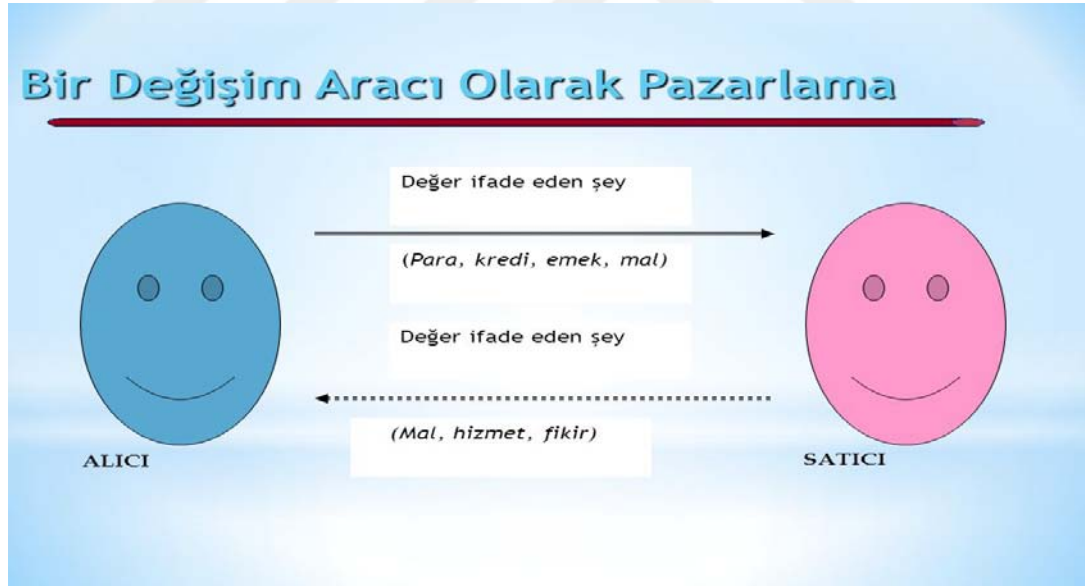 Bir Değişim Aracı Olarak Pazarlama
Değer ifade eden şey
(Para, kredi, emek, mal)
Değer ifade eden şey
(Mal, hizmet, fikir)
ALICI
SATICI